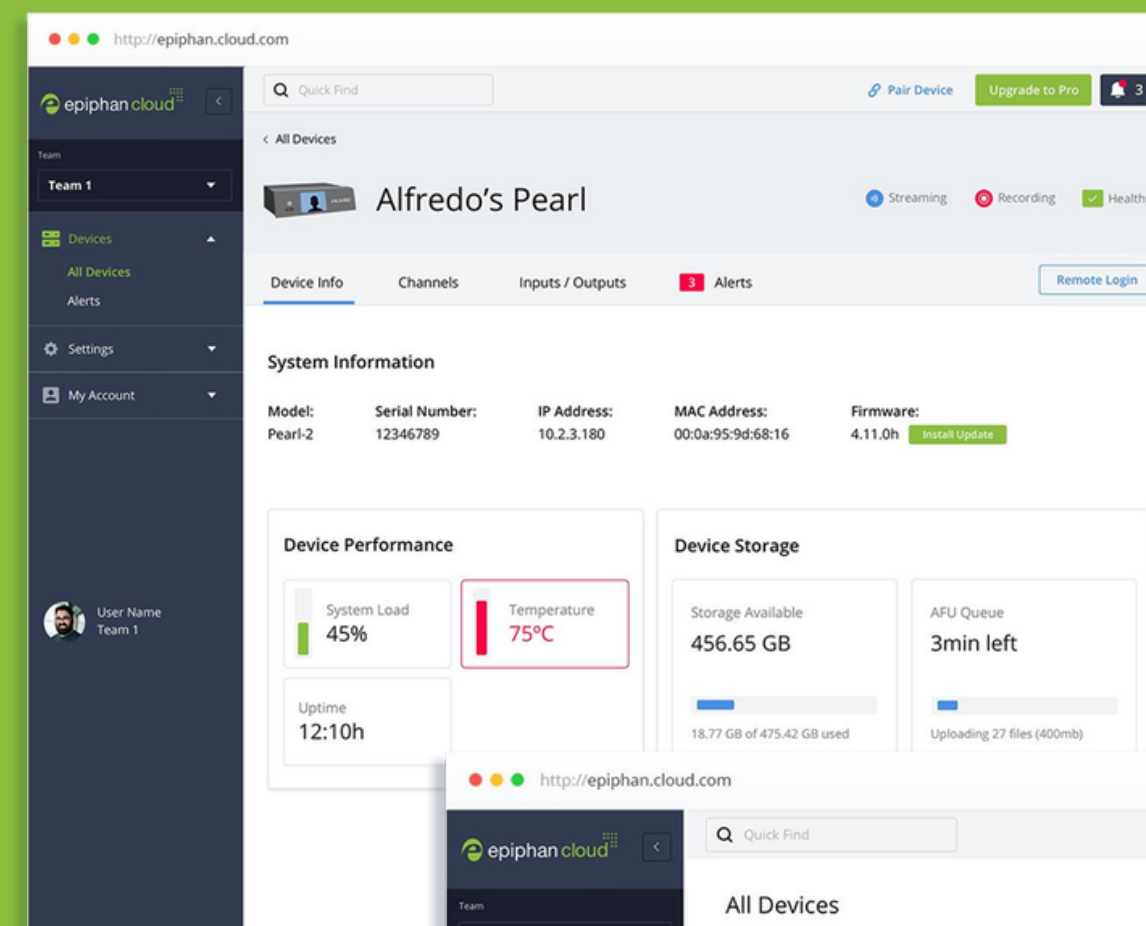 http://epiphan.cloud.com
epiphan cloud
Quick Find
Pair Device
Upgrade to Pro
3
Team
Team 1
< All Devices
Alfredo's Pearl
Streaming
Recording
Devices
All Devices
Alerts
Settings
My Account
Device Info
Channels
Inputs / Outputs
3 Alerts
Remote Login
System Information
Model: Serial Number: IP Address: MAC Address: Firmware:
Pearl-2 12346789 10.2.3.180 00:0a:95:9d:68:16 4.11.0h Install Update
Device Performance
System Load
45%
Temperature
75ºC
Uptime
12:10h
Device Storage
Storage Available
456.65 GB
18.77 GB of 475.42 GB used
AFU Queue
3min left
Uploading 27 files (400mb)
User Name
Team 1
http://epiphan.cloud.com
epiphan cloud
Quick Find
Team
All Devices